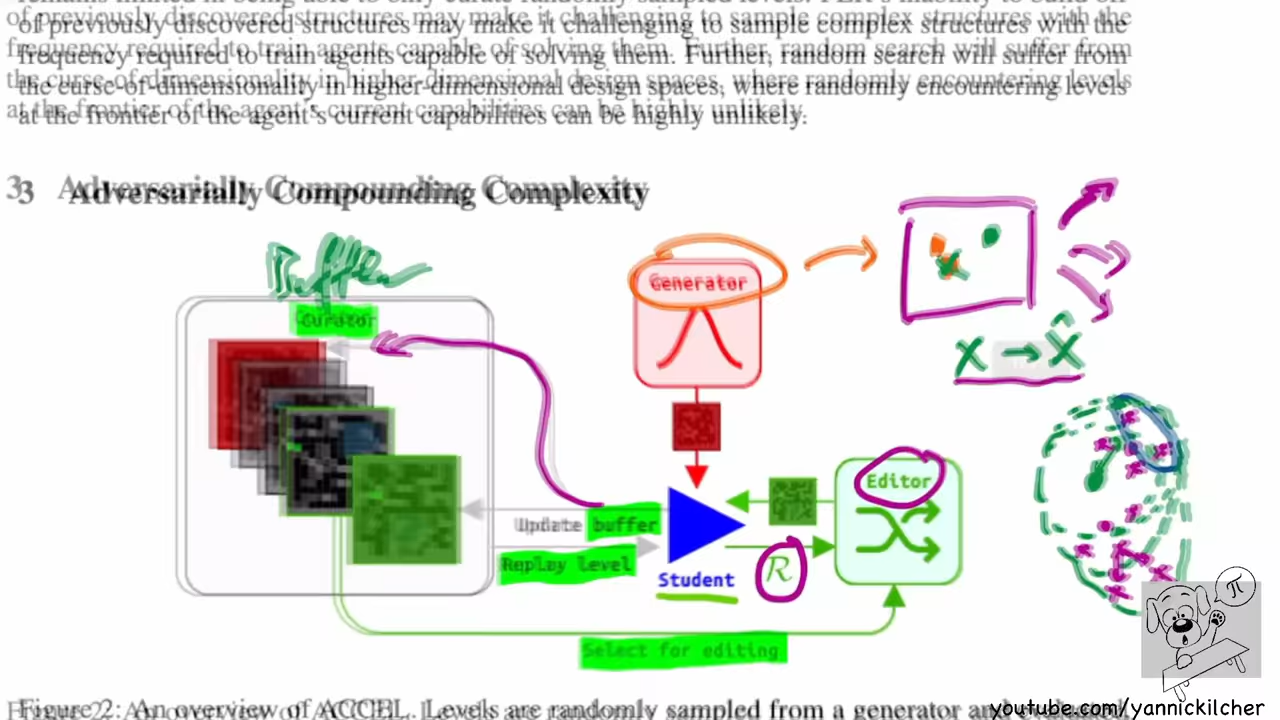 of previously discovered structures may make it challenging to sample complex structures with the
frequency required to train agents capable of solving them. Further, random search will suffer from
the curse-of-dimensionality in higher-dimensional design spaces, where randomly encountering levels
at the frontier of the agent's current capabilities can be highly unlikely.
3 Adversarially Compounding Complexity
Buffer
Curator
Generator
X → X̂
Editor
Update buffer
Replay level
Student
R
Select for editing
π
Figure 2: An overview of ACCEL. Levels are randomly sampled from a generator and
youtube.com/yannickilcher